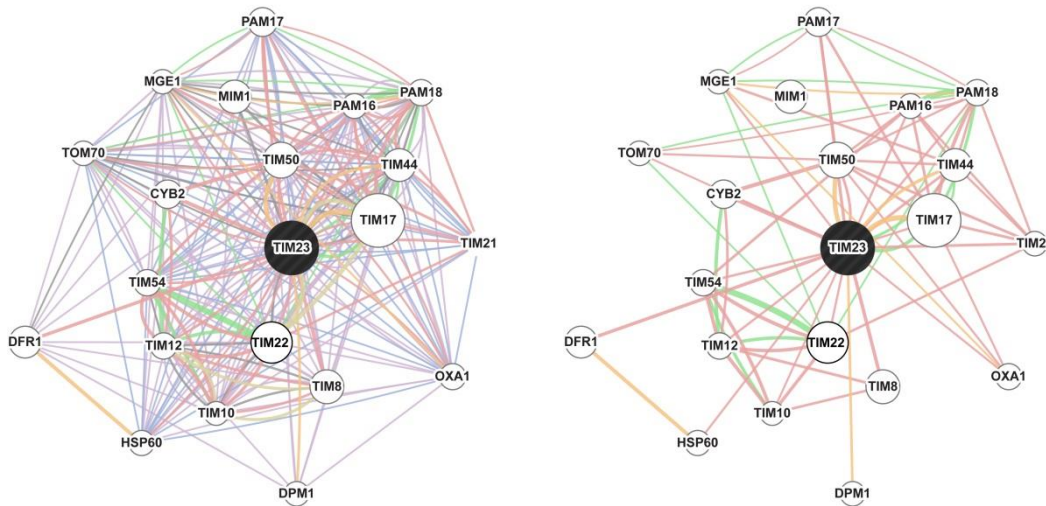 PAM17
MGE1
MIM1
PAM16
PAM18
TOM70
TIM50
TIM44
CYB2
TIM17
TIM23
TIM21
TIM54
DFR1
TIM12
TIM22
TIM8
OXA1
TIM10
HSP60
DPM1
PAM17
MGE1
MIM1
PAM16
PAM18
TOM70
TIM50
TIM44
CYB2
TIM17
TIM23
TIM2
TIM54
DFR1
TIM12
TIM22
TIM8
OXA1
TIM10
HSP60
DPM1